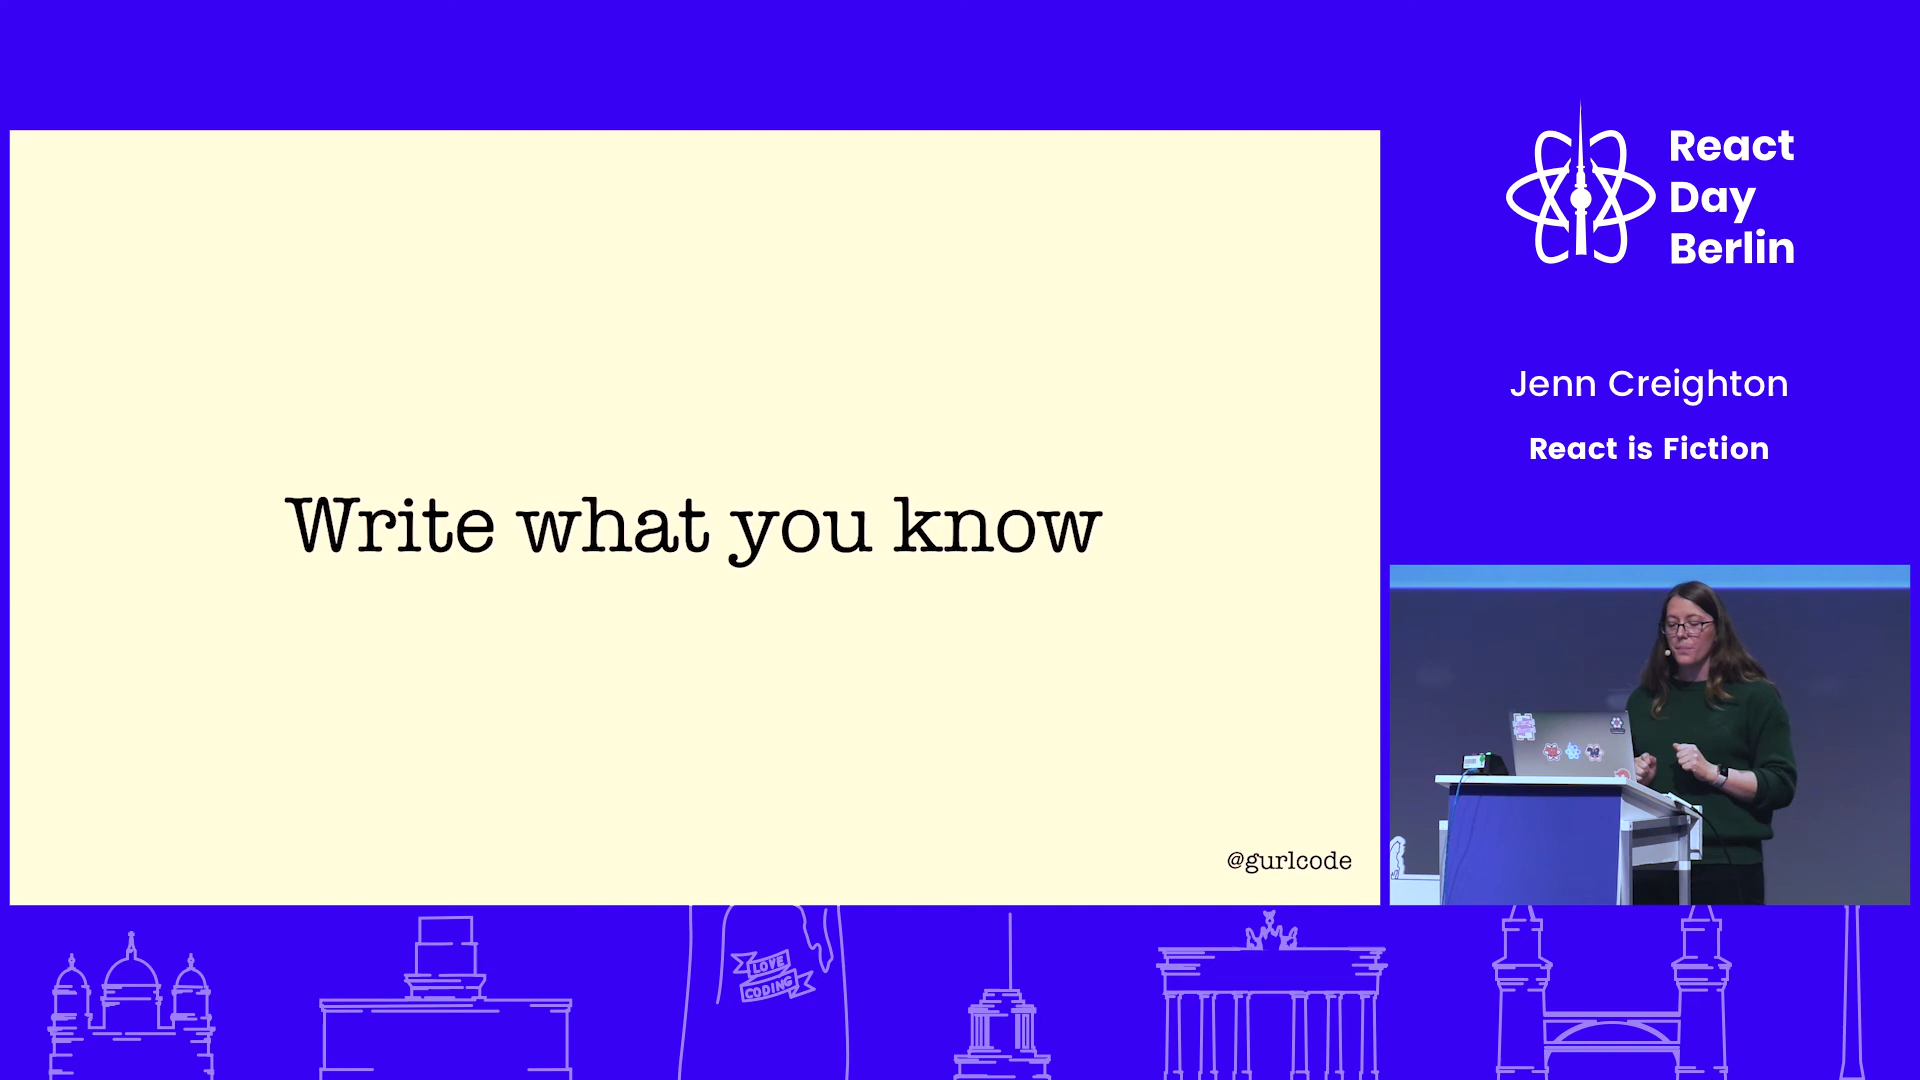 Write what you know
@gurlcode
React
Day
Berlin
Jenn Creighton
React is Fiction
LOVE
CODING